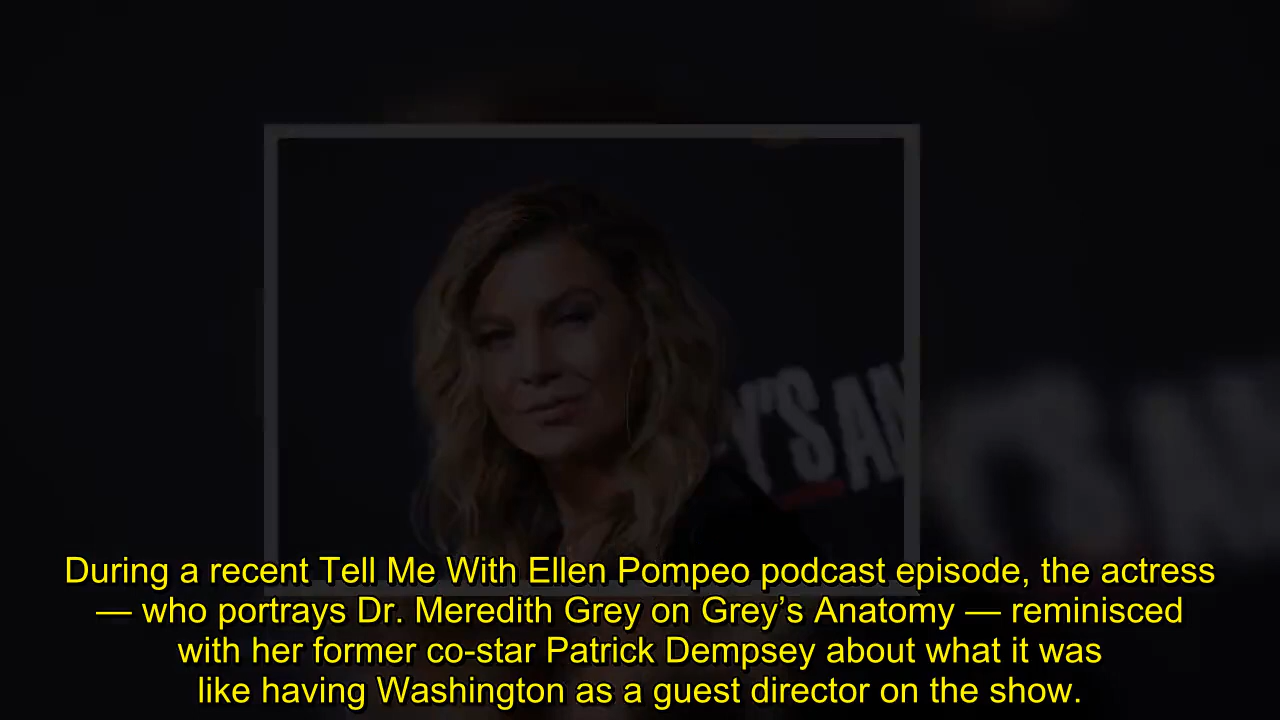 Y'S AN
During a recent Tell Me With Ellen Pompeo podcast episode, the actress
— who portrays Dr. Meredith Grey on Grey’s Anatomy — reminisced
with her former co-star Patrick Dempsey about what it was
like having Washington as a guest director on the show.